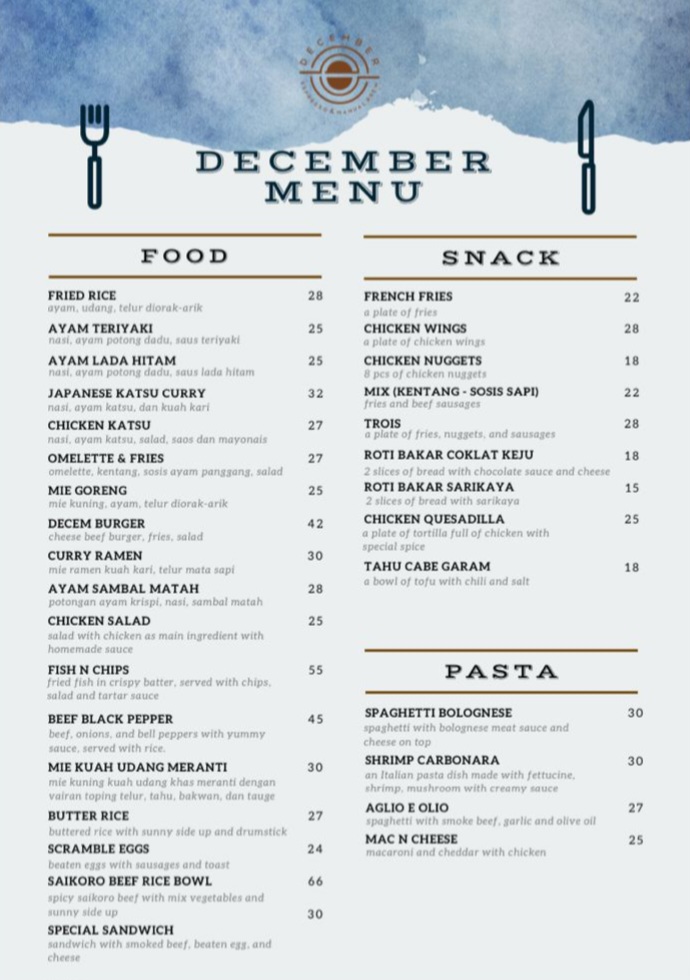 DECEMBER
DECEMBER
MENU
FOOD
FRIED RICE 28
ayam, udang, telur diorak-arik
AYAM TERIYAKI 25
nasi, ayam potong dadu, saus teriyaki
AYAM LADA HITAM 25
nasi, ayam potong dadu, saus lada hitam
JAPANESE KATSU CURRY 32
nasi, ayam katsu, dan kuah kari
CHICKEN KATSU 27
nasi, ayam katsu, salad, saos dan mayonais
OMELETTE & FRIES 27
omelette, kentang, sosis ayam panggang, salad
MIE GORENG 25
mie kuning, ayam, telur diorak-arik
DECEM BURGER 42
cheese beef burger, fries, salad
CURRY RAMEN 30
mie ramen kuah kari, telur mata sapi
AYAM SAMBAL MATAH 28
potongan ayam krispi, nasi, sambal matah
CHICKEN SALAD 25
salad with chicken as main ingredient with
homemade sauce
FISH N CHIPS 55
fried fish in crispy batter, served with chips,
salad and tartar sauce
BEEF BLACK PEPPER 45
beef, onions, and bell peppers with yummy
sauce, served with rice.
MIE KUAH UDANG MERANTI 30
mie kuning kuah udang khas meranti dengan
vairan toping telur, tahu, bakwan, dan tauge
BUTTER RICE 27
buttered rice with sunny side up and drumstick
SCRAMBLE EGGS 24
beaten eggs with sausages and toast
SAIKORO BEEF RICE BOWL 66
spicy saikoro beef with mix vegetables and
sunny side up
30
SPECIAL SANDWICH
sandwich with smoked beef, beaten egg, and
cheese
SNACK
FRENCH FRIES 22
a plate of fries
CHICKEN WINGS 28
a plate of chicken wings
CHICKEN NUGGETS 18
8 pcs of chicken nuggets
MIX (KENTANG - SOSIS SAPI) 22
fries and beef sausages
TROIS 28
a plate of fries, nuggets, and sausages
ROTI BAKAR COKLAT KEJU 18
2 slices of bread with chocolate sauce and cheese
ROTI BAKAR SARIKAYA 15
2 slices of bread with sarikaya
CHICKEN QUESADILLA 25
a plate of tortilla full of chicken with
special spice
TAHU CABE GARAM 18
a bowl of tofu with chili and salt
PASTA
SPAGHETTI BOLOGNESE 30
spaghetti with bolognese meat sauce and
cheese on top
SHRIMP CARBONARA 30
an Italian pasta dish made with fettucine,
shrimp, mushroom with creamy sauce
AGLIO E OLIO 27
spaghetti with smoke beef, garlic and olive oil
MAC N CHEESE 25
macaroni and cheddar with chicken